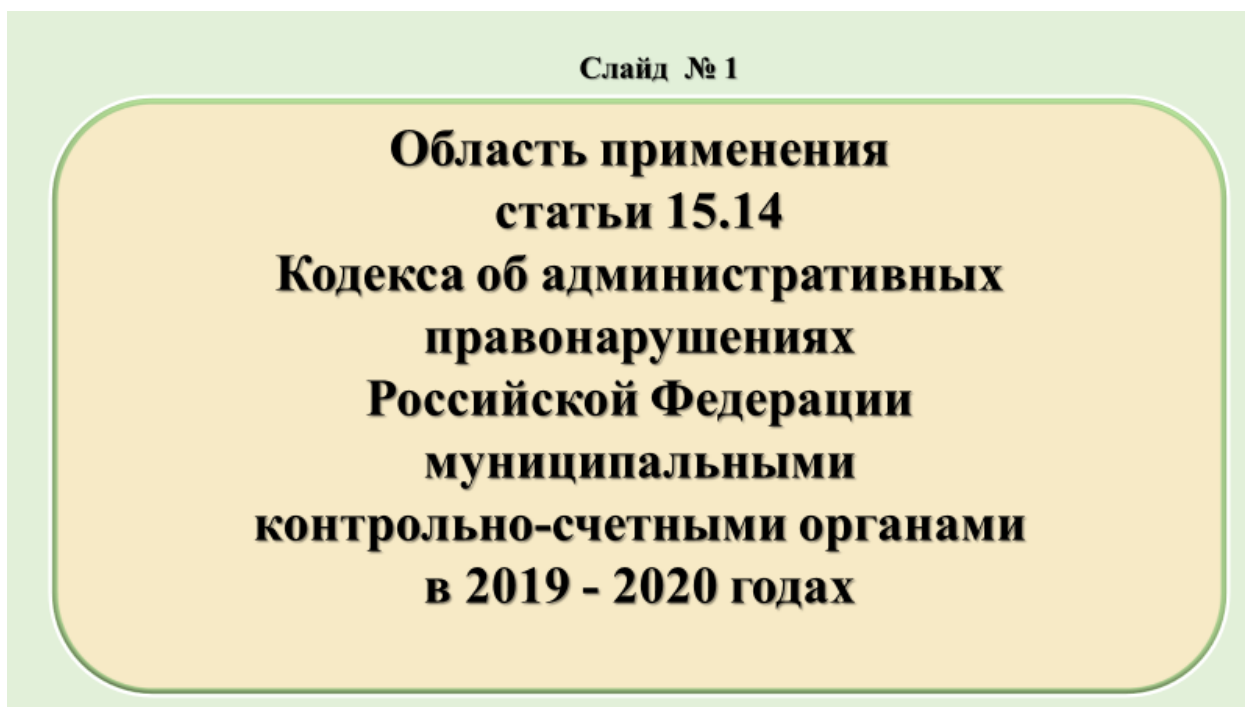 Слайд № 1
Область применения
статьи 15.14
Кодекса об административных
правонарушениях
Российской Федерации
муниципальными
контрольно-счетными органами
в 2019 - 2020 годах